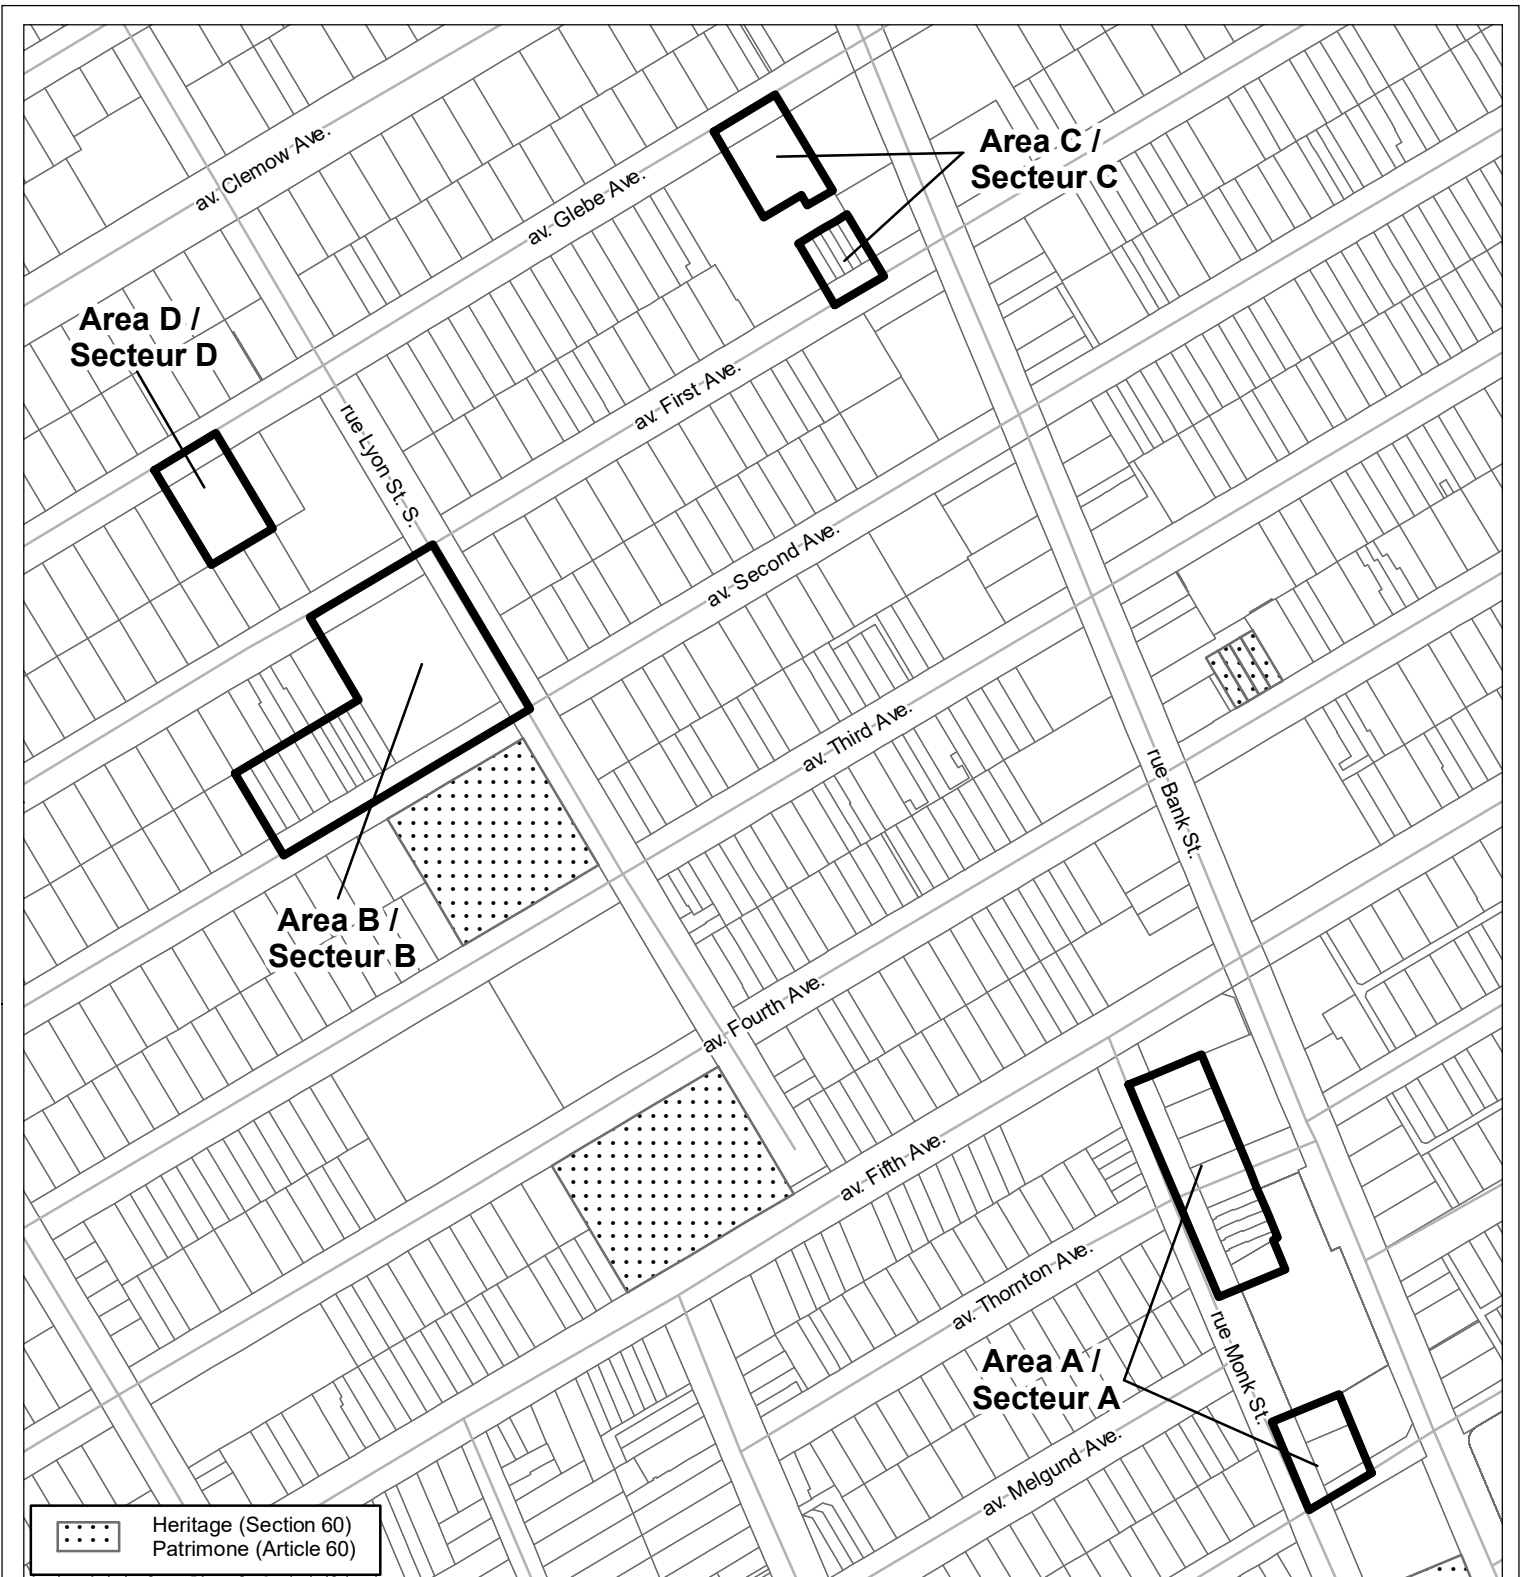 Area C /
Secteur C
av. Clemow Ave.
av. Glebe Ave.
Area D /
Secteur D
av. First Ave.
rue Lyon St. S.
av. Second Ave.
av. Third Ave.
rue Bank St.
Area B /
Secteur B
av. Fourth Ave.
av. Fifth Ave.
av. Thornton Ave.
rue Monk St.
Area A /
Secteur A
av. Melgund Ave.
Heritage (Section 60)
Patrimone (Article 60)